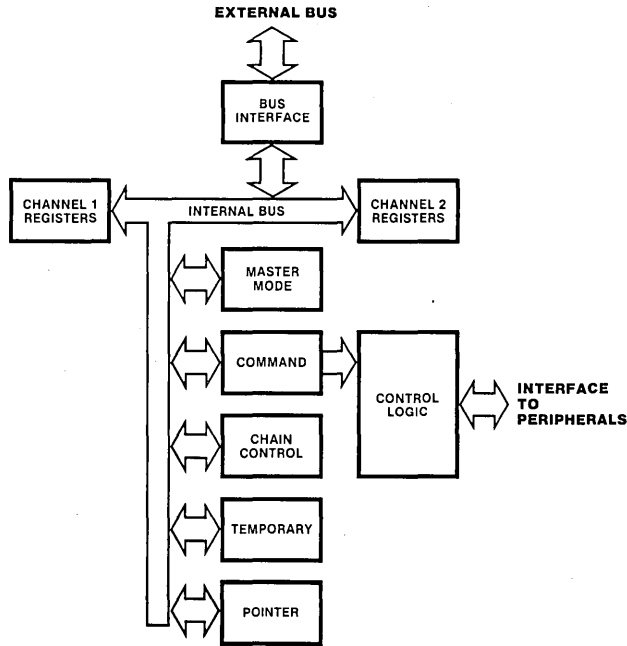 EXTERNAL BUS
BUS
INTERFACE
CHANNEL 1
REGISTERS
INTERNAL BUS
CHANNEL 2
REGISTERS
MASTER
MODE
COMMAND
CONTROL
LOGIC
INTERFACE
TO
PERIPHERALS
CHAIN
CONTROL
TEMPORARY
POINTER